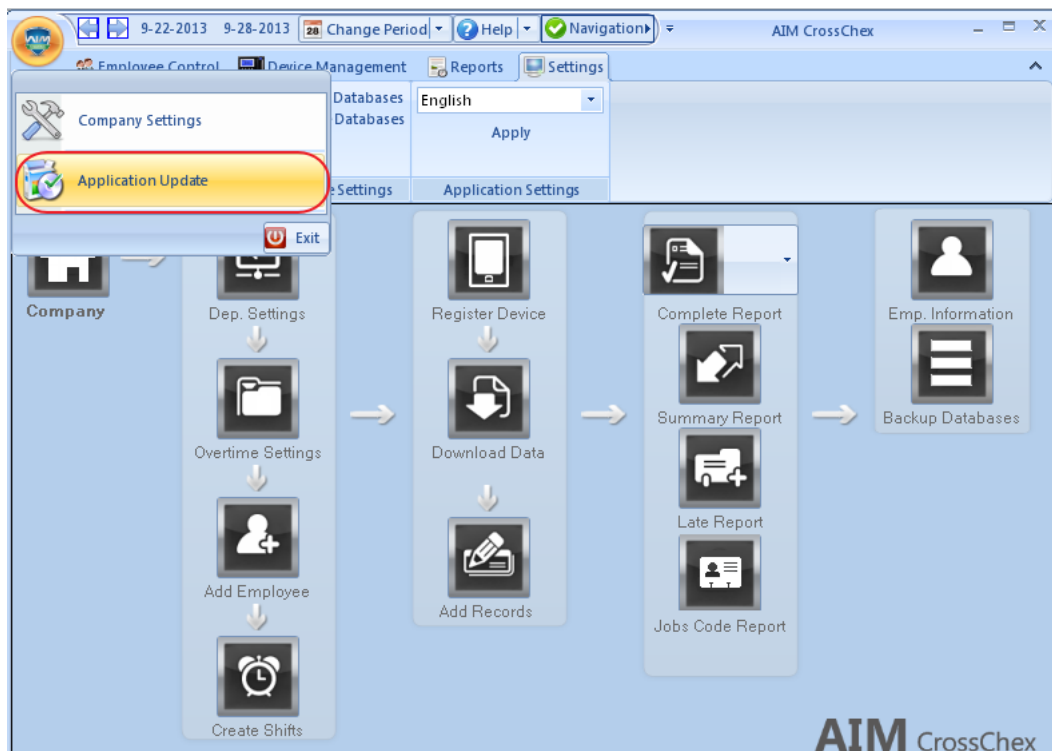 9-22-2013 9-28-2013 28 Change Period Help Navigation AIM CrossChex
AIM
Employee Control Device Management Reports Settings
Company Settings
Databases
Databases
English
Apply
Application Update
Settings
Application Settings
Exit
Company
Dep. Settings
Register Device
Complete Report
Emp. Information
Summary Report
Backup Databases
Overtime Settings
Download Data
Late Report
Add Employee
Add Records
Jobs Code Report
Create Shifts
AIM CrossChex